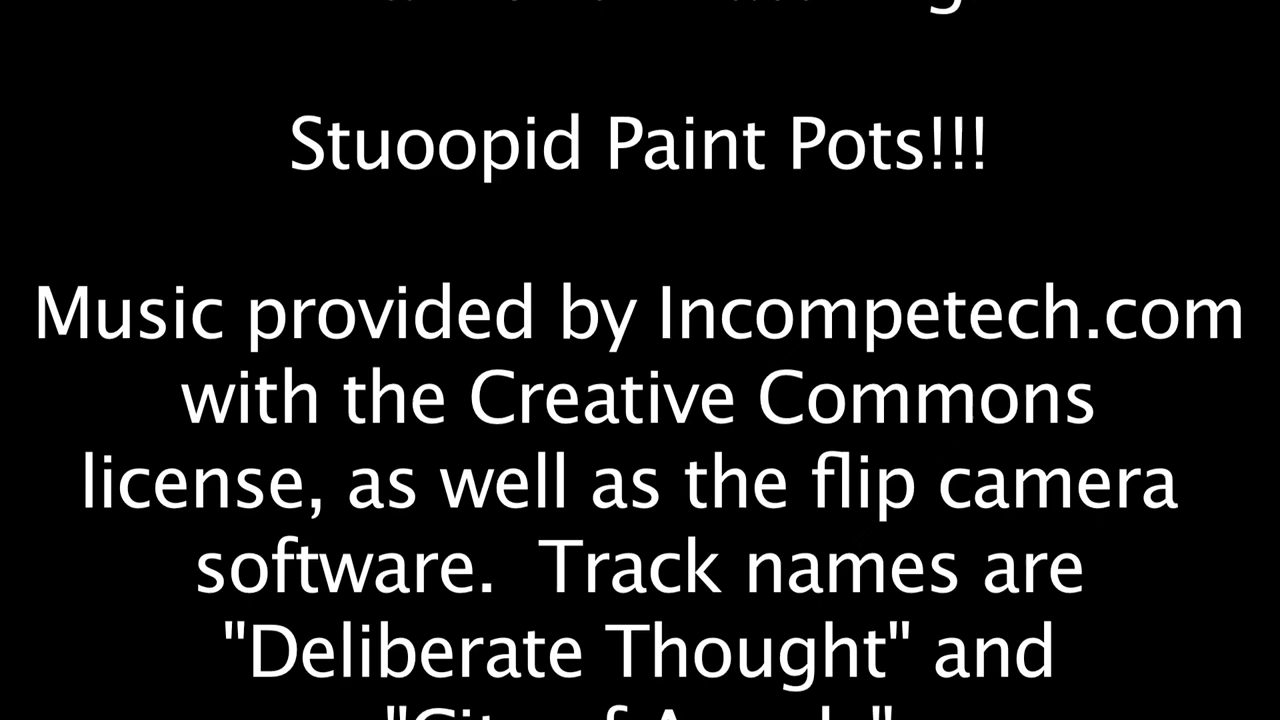 Stuoopid Paint Pots!!!
Music provided by Incompetech.com
with the Creative Commons
license, as well as the flip camera
software.  Track names are
"Deliberate Thought" and